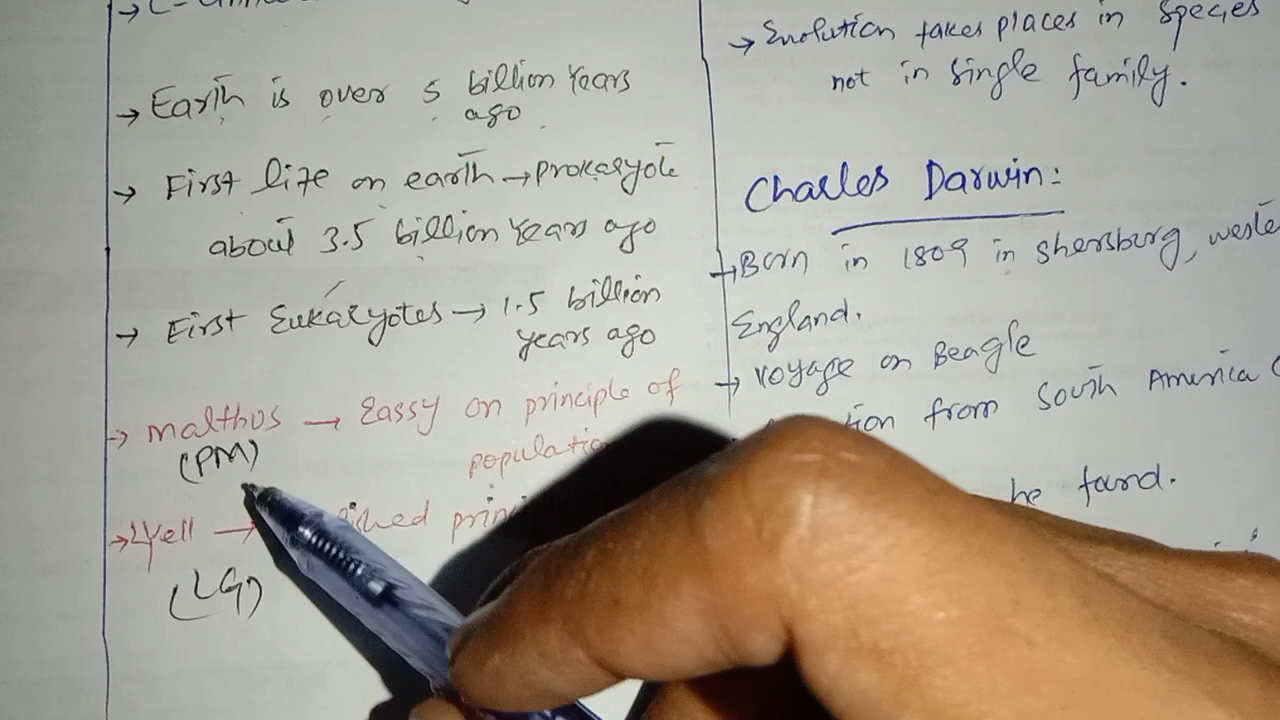 → Earth is over 5 billion Years
ago
→ First life on earth → Prokaryote
about 3.5 billion Years ago
→ First Eukaryotes → 1.5 billion
years ago
→ Malthus → Eassy on principle of
(PM) population
→ Lyell →
(LG)
→ Evolution takes places in Species
not in Single family.
Charles Darwin:
→ Born in 1809 in Shersburg, weste
England.
→ Voyage on Beagle
from South America
he fand.